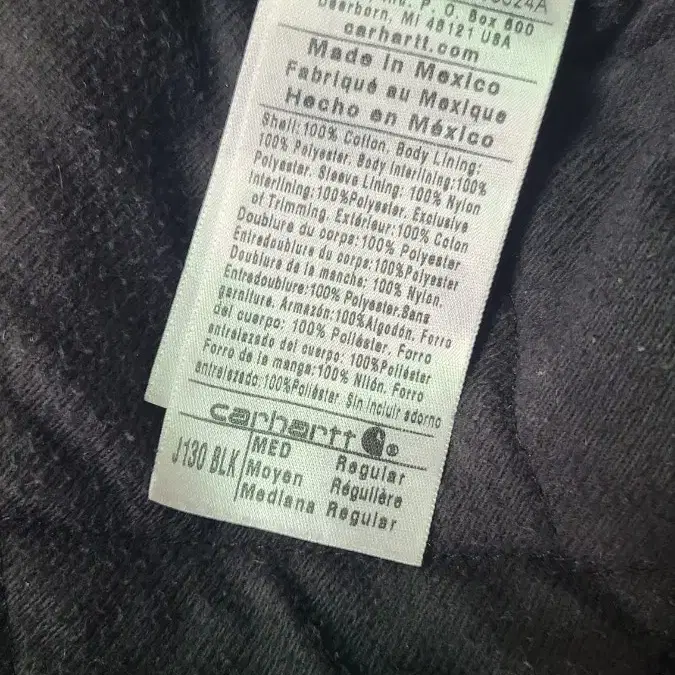 P. O. Box 600
Dearborn, MI 48121 USA
carhartt.com
Made in Mexico
Fabriqué au Mexique
Hecho en México
Shell: 100% Cotton. Body Lining:
100% Polyester. Body Interlining:100%
Polyester. Sleeve Lining: 100% Nylon
Interlining:100%Polyester. Exclusive
of Trimming. Extérieur:100% Coton
Doublure du corps:100% Polyester
Entredoublure du corps:100%Polyester
Doublure de la manche: 100% Nylon.
Entredoublure:100% Polyester.Sans
garniture. Armazón:100%Algodón. Forro
del cuerpo: 100% Poliéster. Forro
entrelazado del cuerpo: 100%Poliéster
Forro de la manga:100% Nilón. Forro
entrelazado:100%Poliéster Sin incluir adorno
carhartt ®
J130 BLK
MED Regular
Moyen Régulière
Mediana Regular